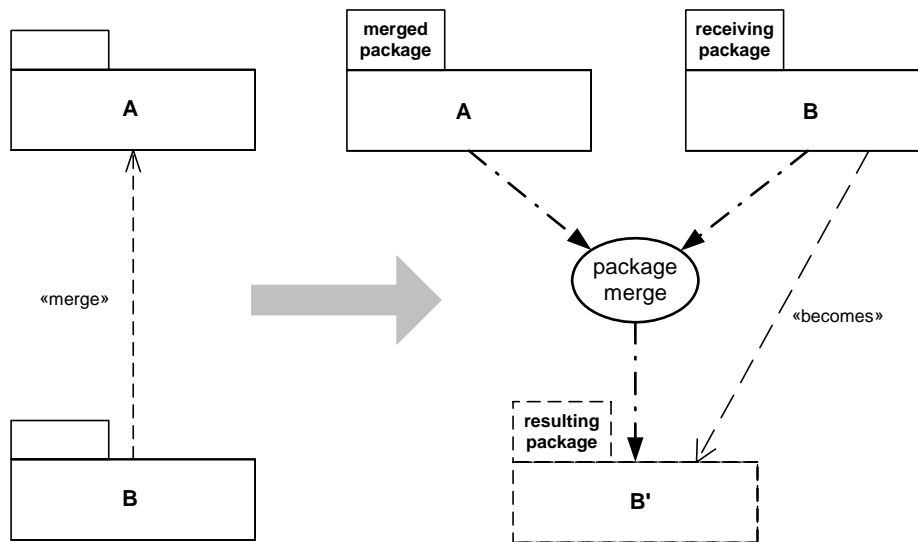 A
«merge»
B
merged
package
A
receiving
package
B
package
merge
«becomes»
resulting
package
B'